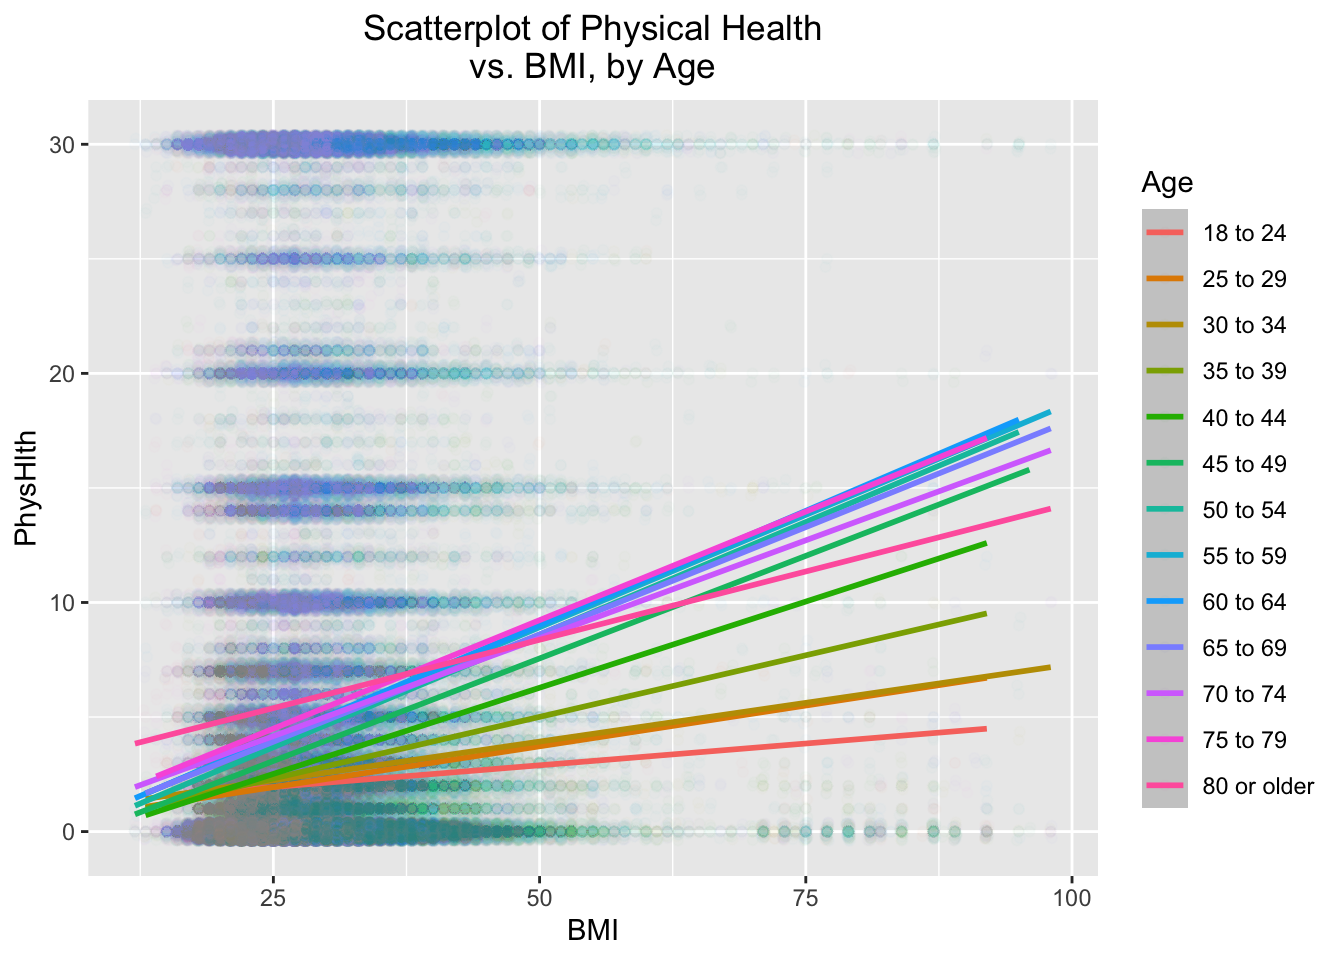 Scatterplot of Physical Health
vs. BMI, by Age
30
20
10
0
PhysHlth
25
50
75
100
BMI
Age
18 to 24
25 to 29
30 to 34
35 to 39
40 to 44
45 to 49
50 to 54
55 to 59
60 to 64
65 to 69
70 to 74
75 to 79
80 or older